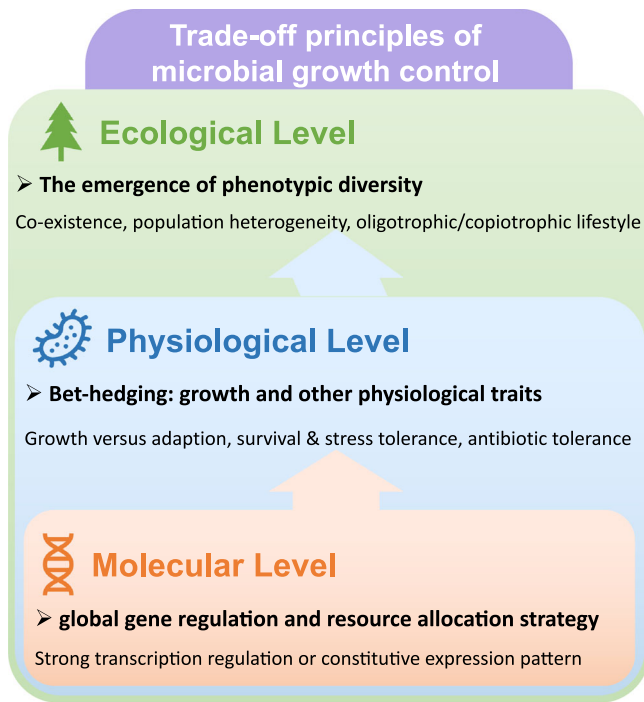 Trade-off principles of
microbial growth control
Ecological Level
➢ The emergence of phenotypic diversity
Co-existence, population heterogeneity, oligotrophic/copiotrophic lifestyle
Physiological Level
➢ Bet-hedging: growth and other physiological traits
Growth versus adaption, survival & stress tolerance, antibiotic tolerance
Molecular Level
➢ global gene regulation and resource allocation strategy
Strong transcription regulation or constitutive expression pattern